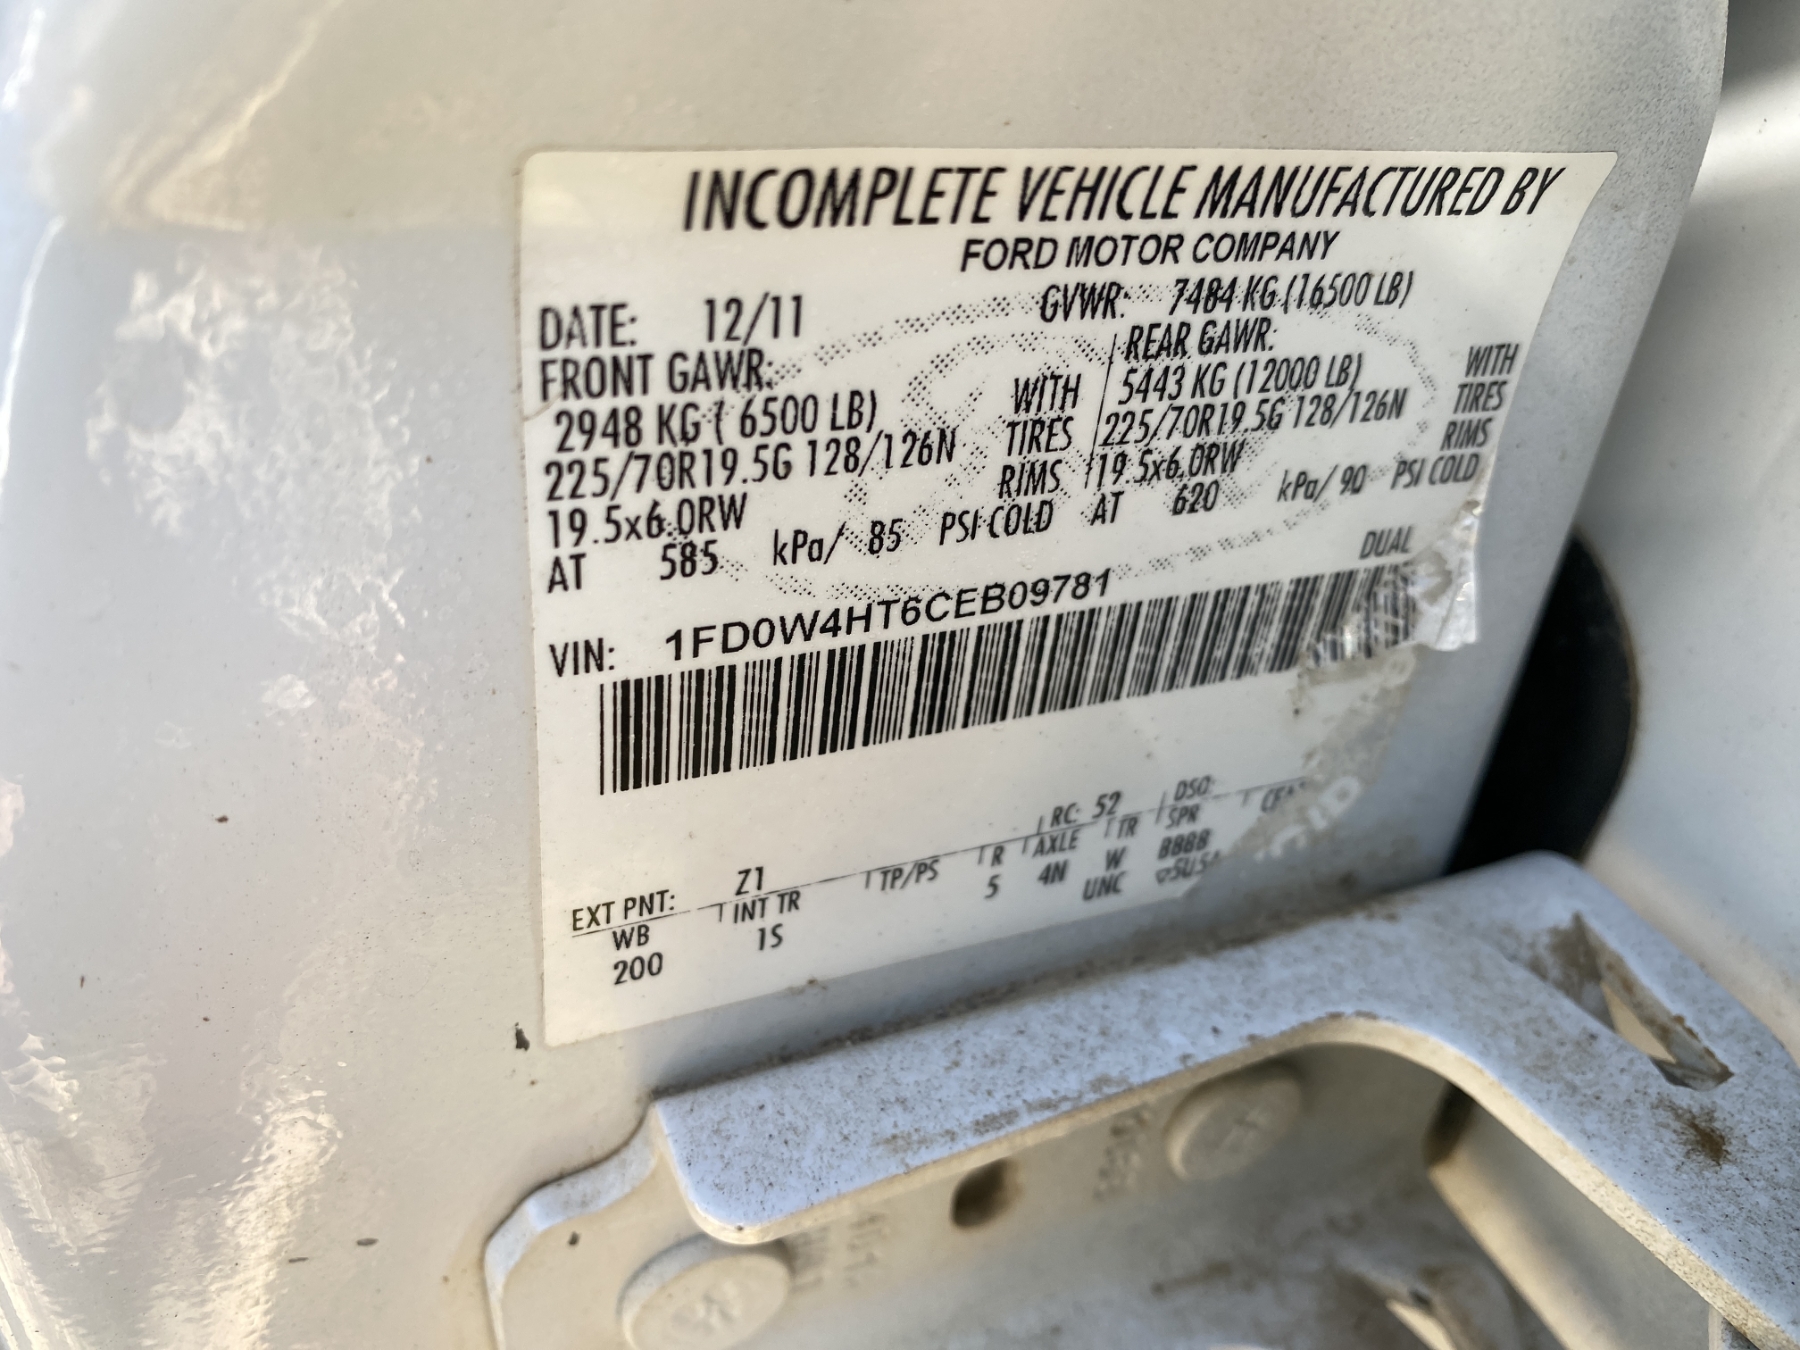 INCOMPLETE VEHICLE MANUFACTURED BY
FORD MOTOR COMPANY
DATE: 12/11 GVWR: 7484 KG (16500 LB)
FRONT GAWR: REAR GAWR:
2948 KG ( 6500 LB) WITH 5443 KG (12000 LB) WITH
225/70R19.5G 128/126N TIRES 225/70R19.5G 128/126N TIRES
19.5x6.0RW RIMS 19.5x6.0RW RIMS
AT 585 kPa/ 85 PSI COLD AT 620 kPa/ 90 PSI COLD
DUAL
VIN: 1FD0W4HT6CEB09781
EXT PNT: Z1 RC: 52 DSO:
WB INT TR TP/PS R AXLE TR SPR
200 1S 5 4N W BBBB
UNC